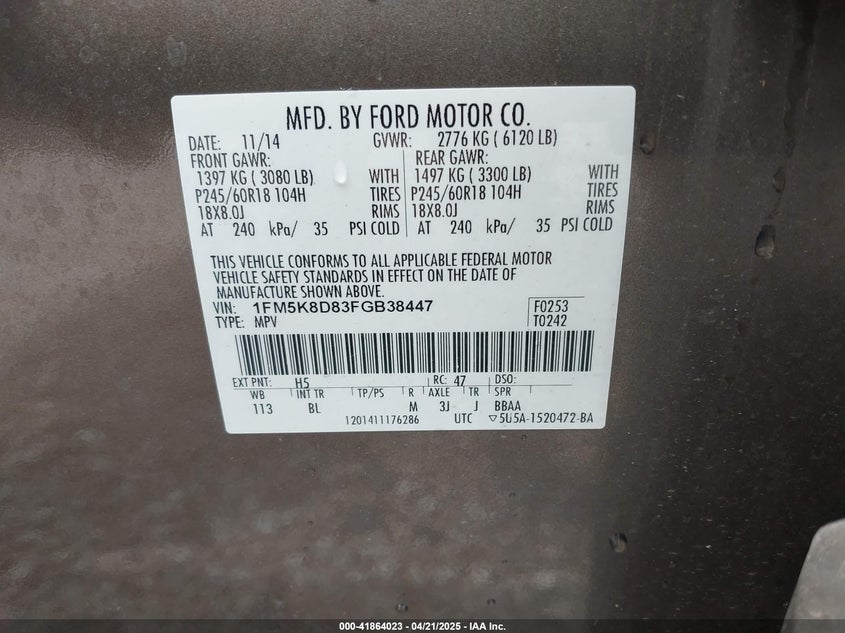 MFD. BY FORD MOTOR CO.
DATE: 11/14 GVWR: 2776 KG ( 6120 LB)
FRONT GAWR: REAR GAWR:
1397 KG ( 3080 LB) WITH 1497 KG ( 3300 LB) WITH
P245/60R18 104H TIRES P245/60R18 104H TIRES
18X8.0J RIMS 18X8.0J RIMS
AT 240 kPa/ 35 PSI COLD AT 240 kPa/ 35 PSI COLD
THIS VEHICLE CONFORMS TO ALL APPLICABLE FEDERAL MOTOR
VEHICLE SAFETY STANDARDS IN EFFECT ON THE DATE OF
MANUFACTURE SHOWN ABOVE.
VIN: 1FM5K8D83FGB38447 F0253
TYPE: MPV T0242
EXT PNT: H5 RC: 47 DSO:
WB INT TR TP/PS R AXLE TR SPR
113 BL M 3J J BBAA
1201411176286 UTC ▽5U5A-1520472-BA
000-41864023 - 04/21/2025 - IAA Inc.